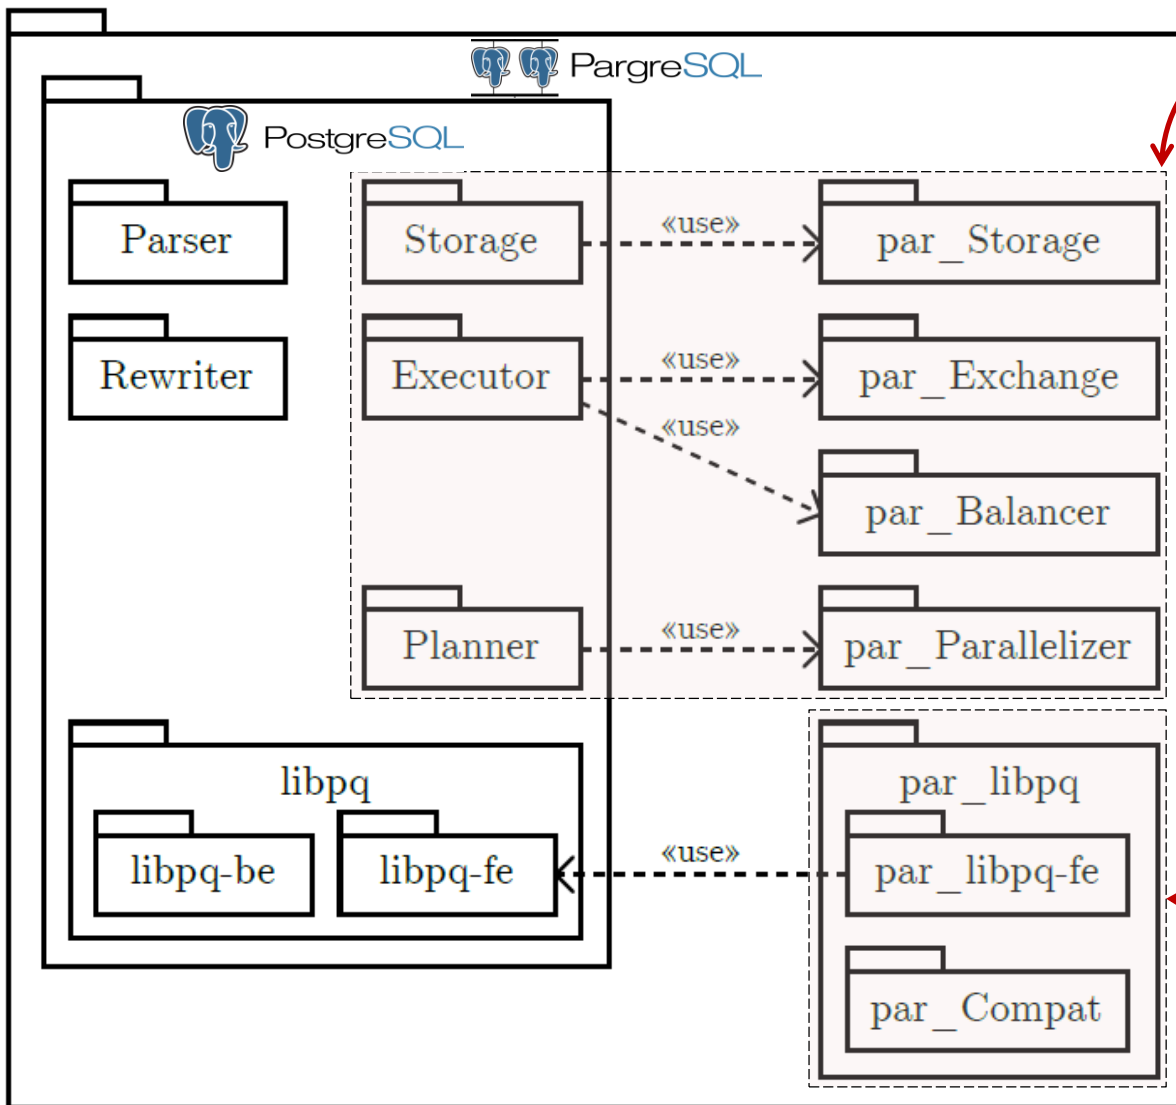 PargreSQL
PostgreSQL
Parser
Storage
«use»
par_Storage
Rewriter
Executor
«use»
par_Exchange
«use»
par_Balancer
Planner
«use»
par_Parallelizer
libpq
par_libpq
libpq-be
libpq-fe
«use»
par_libpq-fe
par_Compat